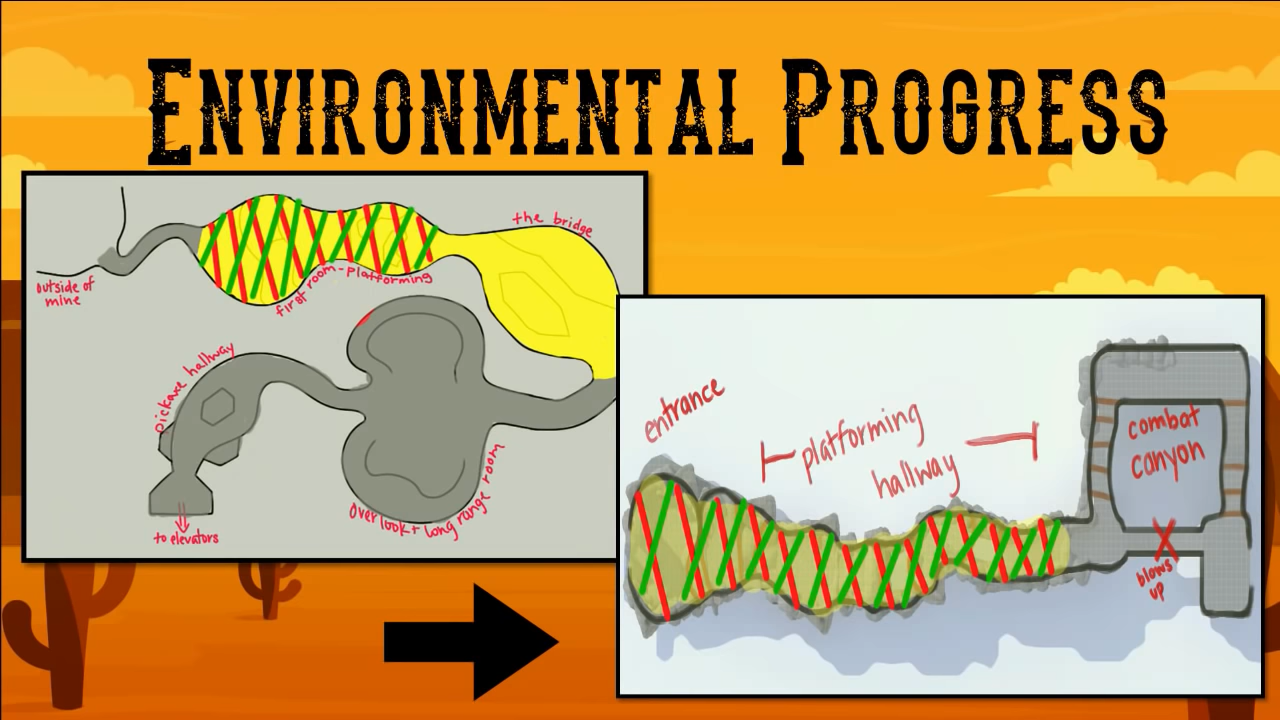 ENVIRONMENTAL PROGRESS
the bridge
outside of
mine
first room - platforming
pickaxe hallway
Overlook + long range room
to elevators
entrance
platforming
hallway
combat
canyon
blows
up